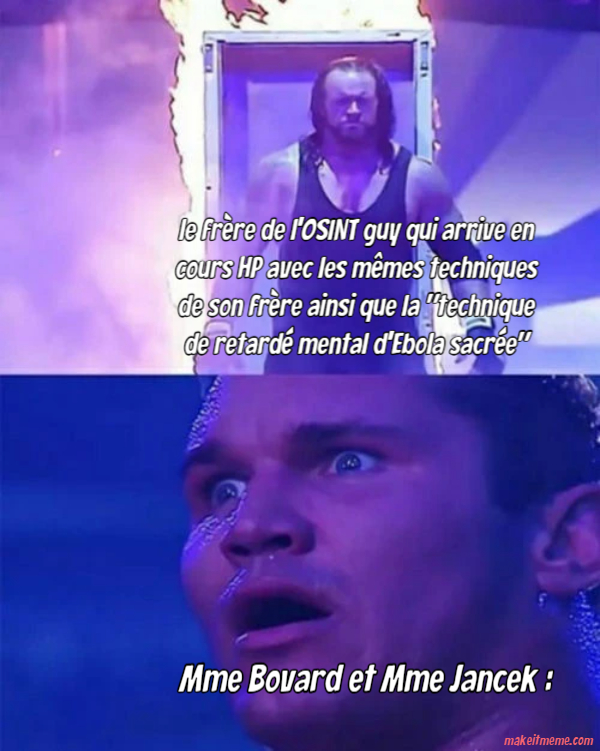 le frère de l'OSINT guy qui arrive en
cours HP avec les mêmes techniques
de son frère ainsi que la "technique
de retardé mental d'Ebola sacrée"
Mme Bovard et Mme Jancek :
makeitmeme.com